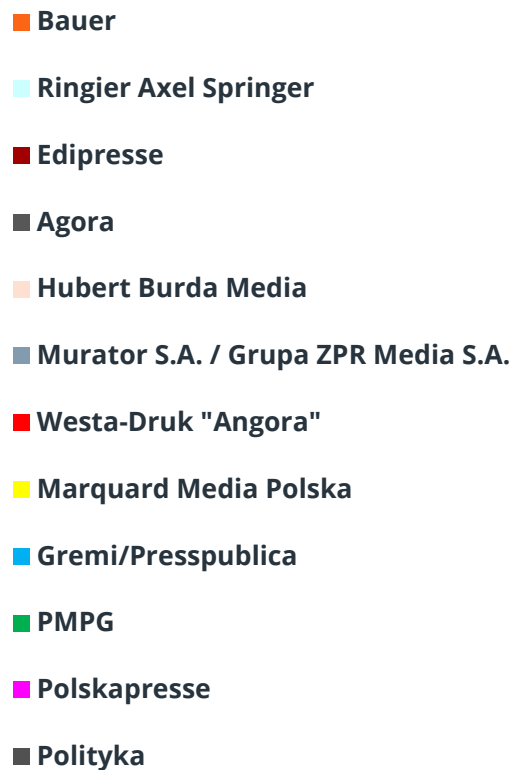 Bauer
Ringier Axel Springer
Edipresse
Agora
Hubert Burda Media
Murator S.A. / Grupa ZPR Media S.A.
Westa-Druk "Angora"
Marquard Media Polska
Gremi/Presspublica
PMPG
Polskapresse
Polityka